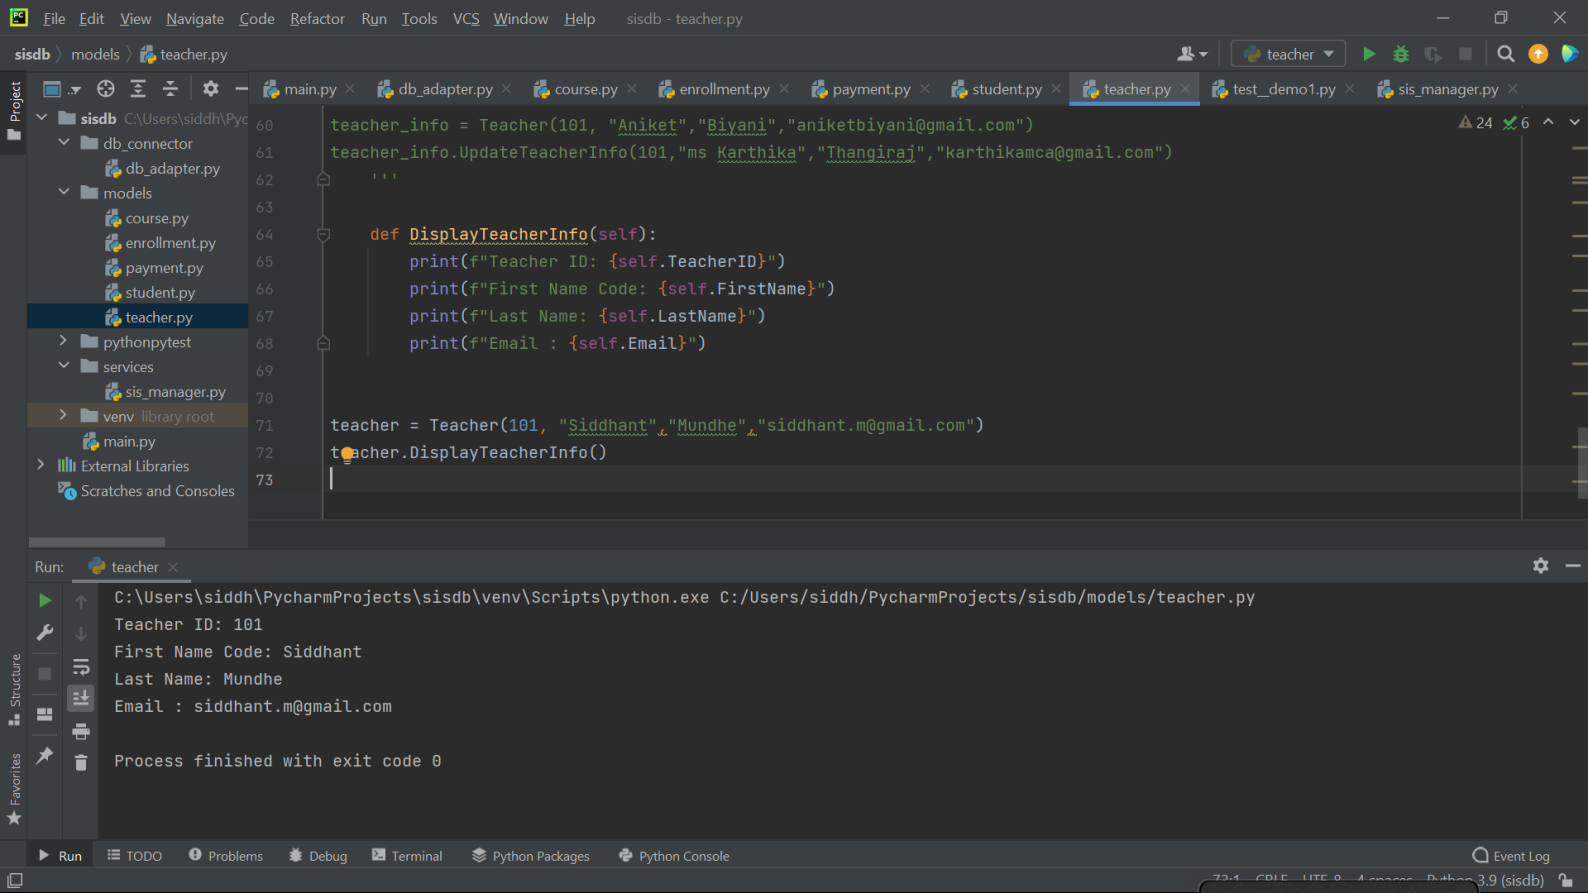 File Edit View Navigate Code Refactor Run Tools VCS Window Help sisdb - teacher.py
sisdb models teacher.py teacher
Project
main.py db_adapter.py course.py enrollment.py payment.py student.py teacher.py test__demo1.py sis_manager.py
sisdb C:\Users\siddh\Pyc
db_connector
db_adapter.py
models
course.py
enrollment.py
payment.py
student.py
teacher.py
pythonpytest
services
sis_manager.py
venv library root
main.py
External Libraries
Scratches and Consoles
24 6
60 teacher_info = Teacher(101, "Aniket","Biyani","aniketbiyani@gmail.com")
61 teacher_info.UpdateTeacherInfo(101,"ms Karthika","Thangiraj","karthikamca@gmail.com")
62 '''
63
64 def DisplayTeacherInfo(self):
65 print(f"Teacher ID: {self.TeacherID}")
66 print(f"First Name Code: {self.FirstName}")
67 print(f"Last Name: {self.LastName}")
68 print(f"Email : {self.Email}")
69
70
71 teacher = Teacher(101, "Siddhant","Mundhe","siddhant.m@gmail.com")
72 teacher.DisplayTeacherInfo()
73
Run: teacher
C:\Users\siddh\PycharmProjects\sisdb\venv\Scripts\python.exe C:/Users/siddh/PycharmProjects/sisdb/models/teacher.py
Teacher ID: 101
First Name Code: Siddhant
Last Name: Mundhe
Email : siddhant.m@gmail.com
Process finished with exit code 0
Structure
Favorites
Run TODO Problems Debug Terminal Python Packages Python Console Event Log
73:1 CRLF UTF-8 4 spaces Python 3.9 (sisdb)